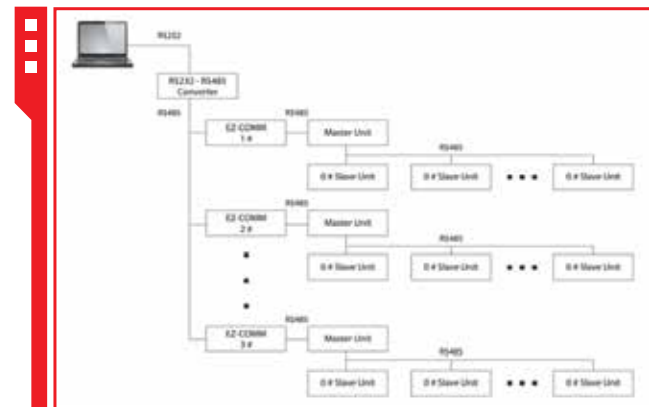 RS232
RS232 - RS485
Converter
RS485
EZ-COMM
1 #
RS485
Master Unit
RS485
0 # Slave Unit
0 # Slave Unit
0 # Slave Unit
EZ-COMM
2 #
RS485
Master Unit
RS485
0 # Slave Unit
0 # Slave Unit
0 # Slave Unit
EZ-COMM
3 #
RS485
Master Unit
RS485
0 # Slave Unit
0 # Slave Unit
0 # Slave Unit